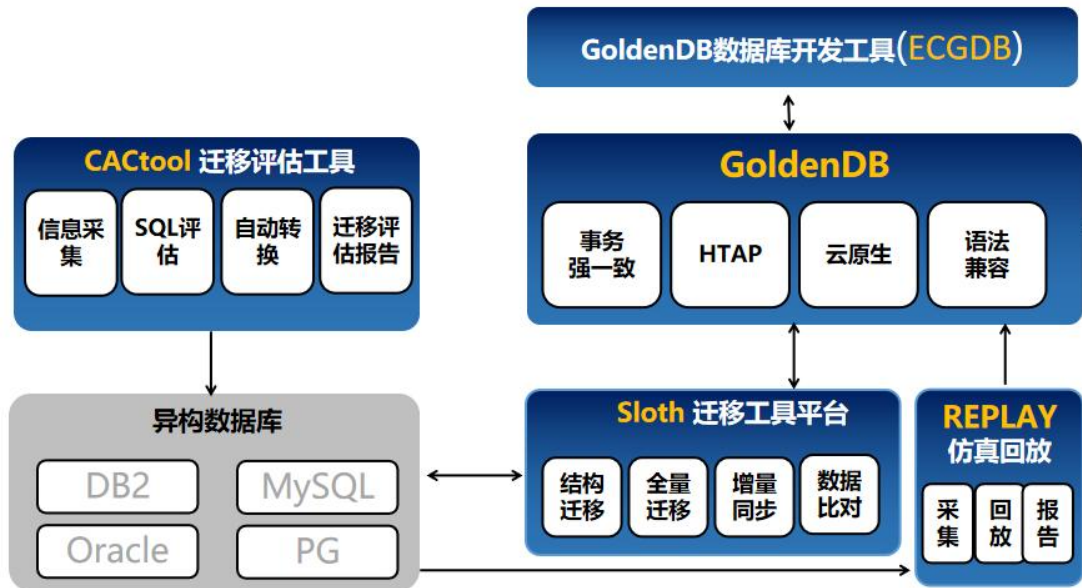 GoldenDB数据库开发工具(ECGDB)
CACtool 迁移评估工具
信息采
集
SQL评
估
自动转
换
迁移评
估报告
GoldenDB
事务
强一致
HTAP
云原生
语法
兼容
异构数据库
DB2
MySQL
Oracle
PG
Sloth 迁移工具平台
结构
迁移
全量
迁移
增量
同步
数据
比对
REPLAY
仿真回放
采
集
回
放
报
告